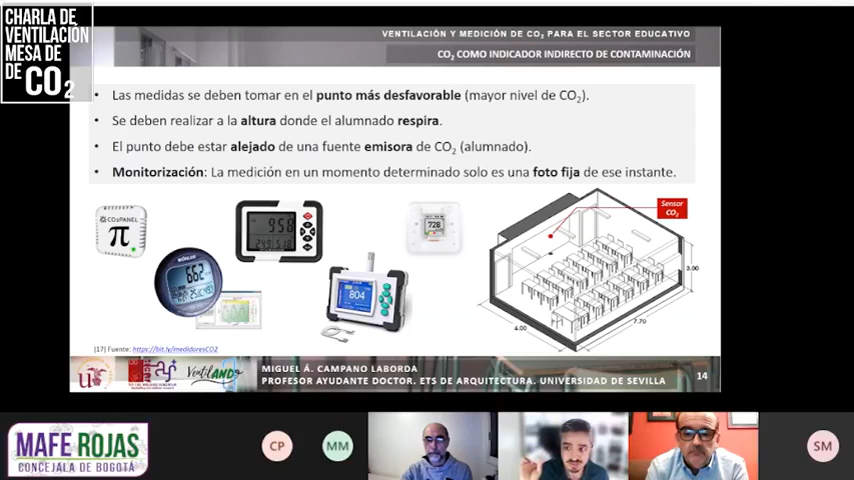 CHARLA DE
VENTILACIÓN
MESA DE
DE CO2
VENTILACIÓN Y MEDICIÓN DE CO2 PARA EL SECTOR EDUCATIVO
CO2 COMO INDICADOR INDIRECTO DE CONTAMINACIÓN
• Las medidas se deben tomar en el punto más desfavorable (mayor nivel de CO2).
• Se deben realizar a la altura donde el alumnado respira.
• El punto debe estar alejado de una fuente emisora de CO2 (alumnado).
• Monitorización: La medición en un momento determinado solo es una foto fija de ese instante.
CO2PANEL
π
662
958
804
728
Sensor
CO2
3.00
6.00
7.70
[17] Fuente: https://bit.ly/medidoresCO2
VentilAND
MIGUEL Á. CAMPANO LABORDA
PROFESOR AYUDANTE DOCTOR. ETS DE ARQUITECTURA. UNIVERSIDAD DE SEVILLA
14
MAFE ROJAS
CONCEJALA DE BOGOTÁ
CP
MM
SM